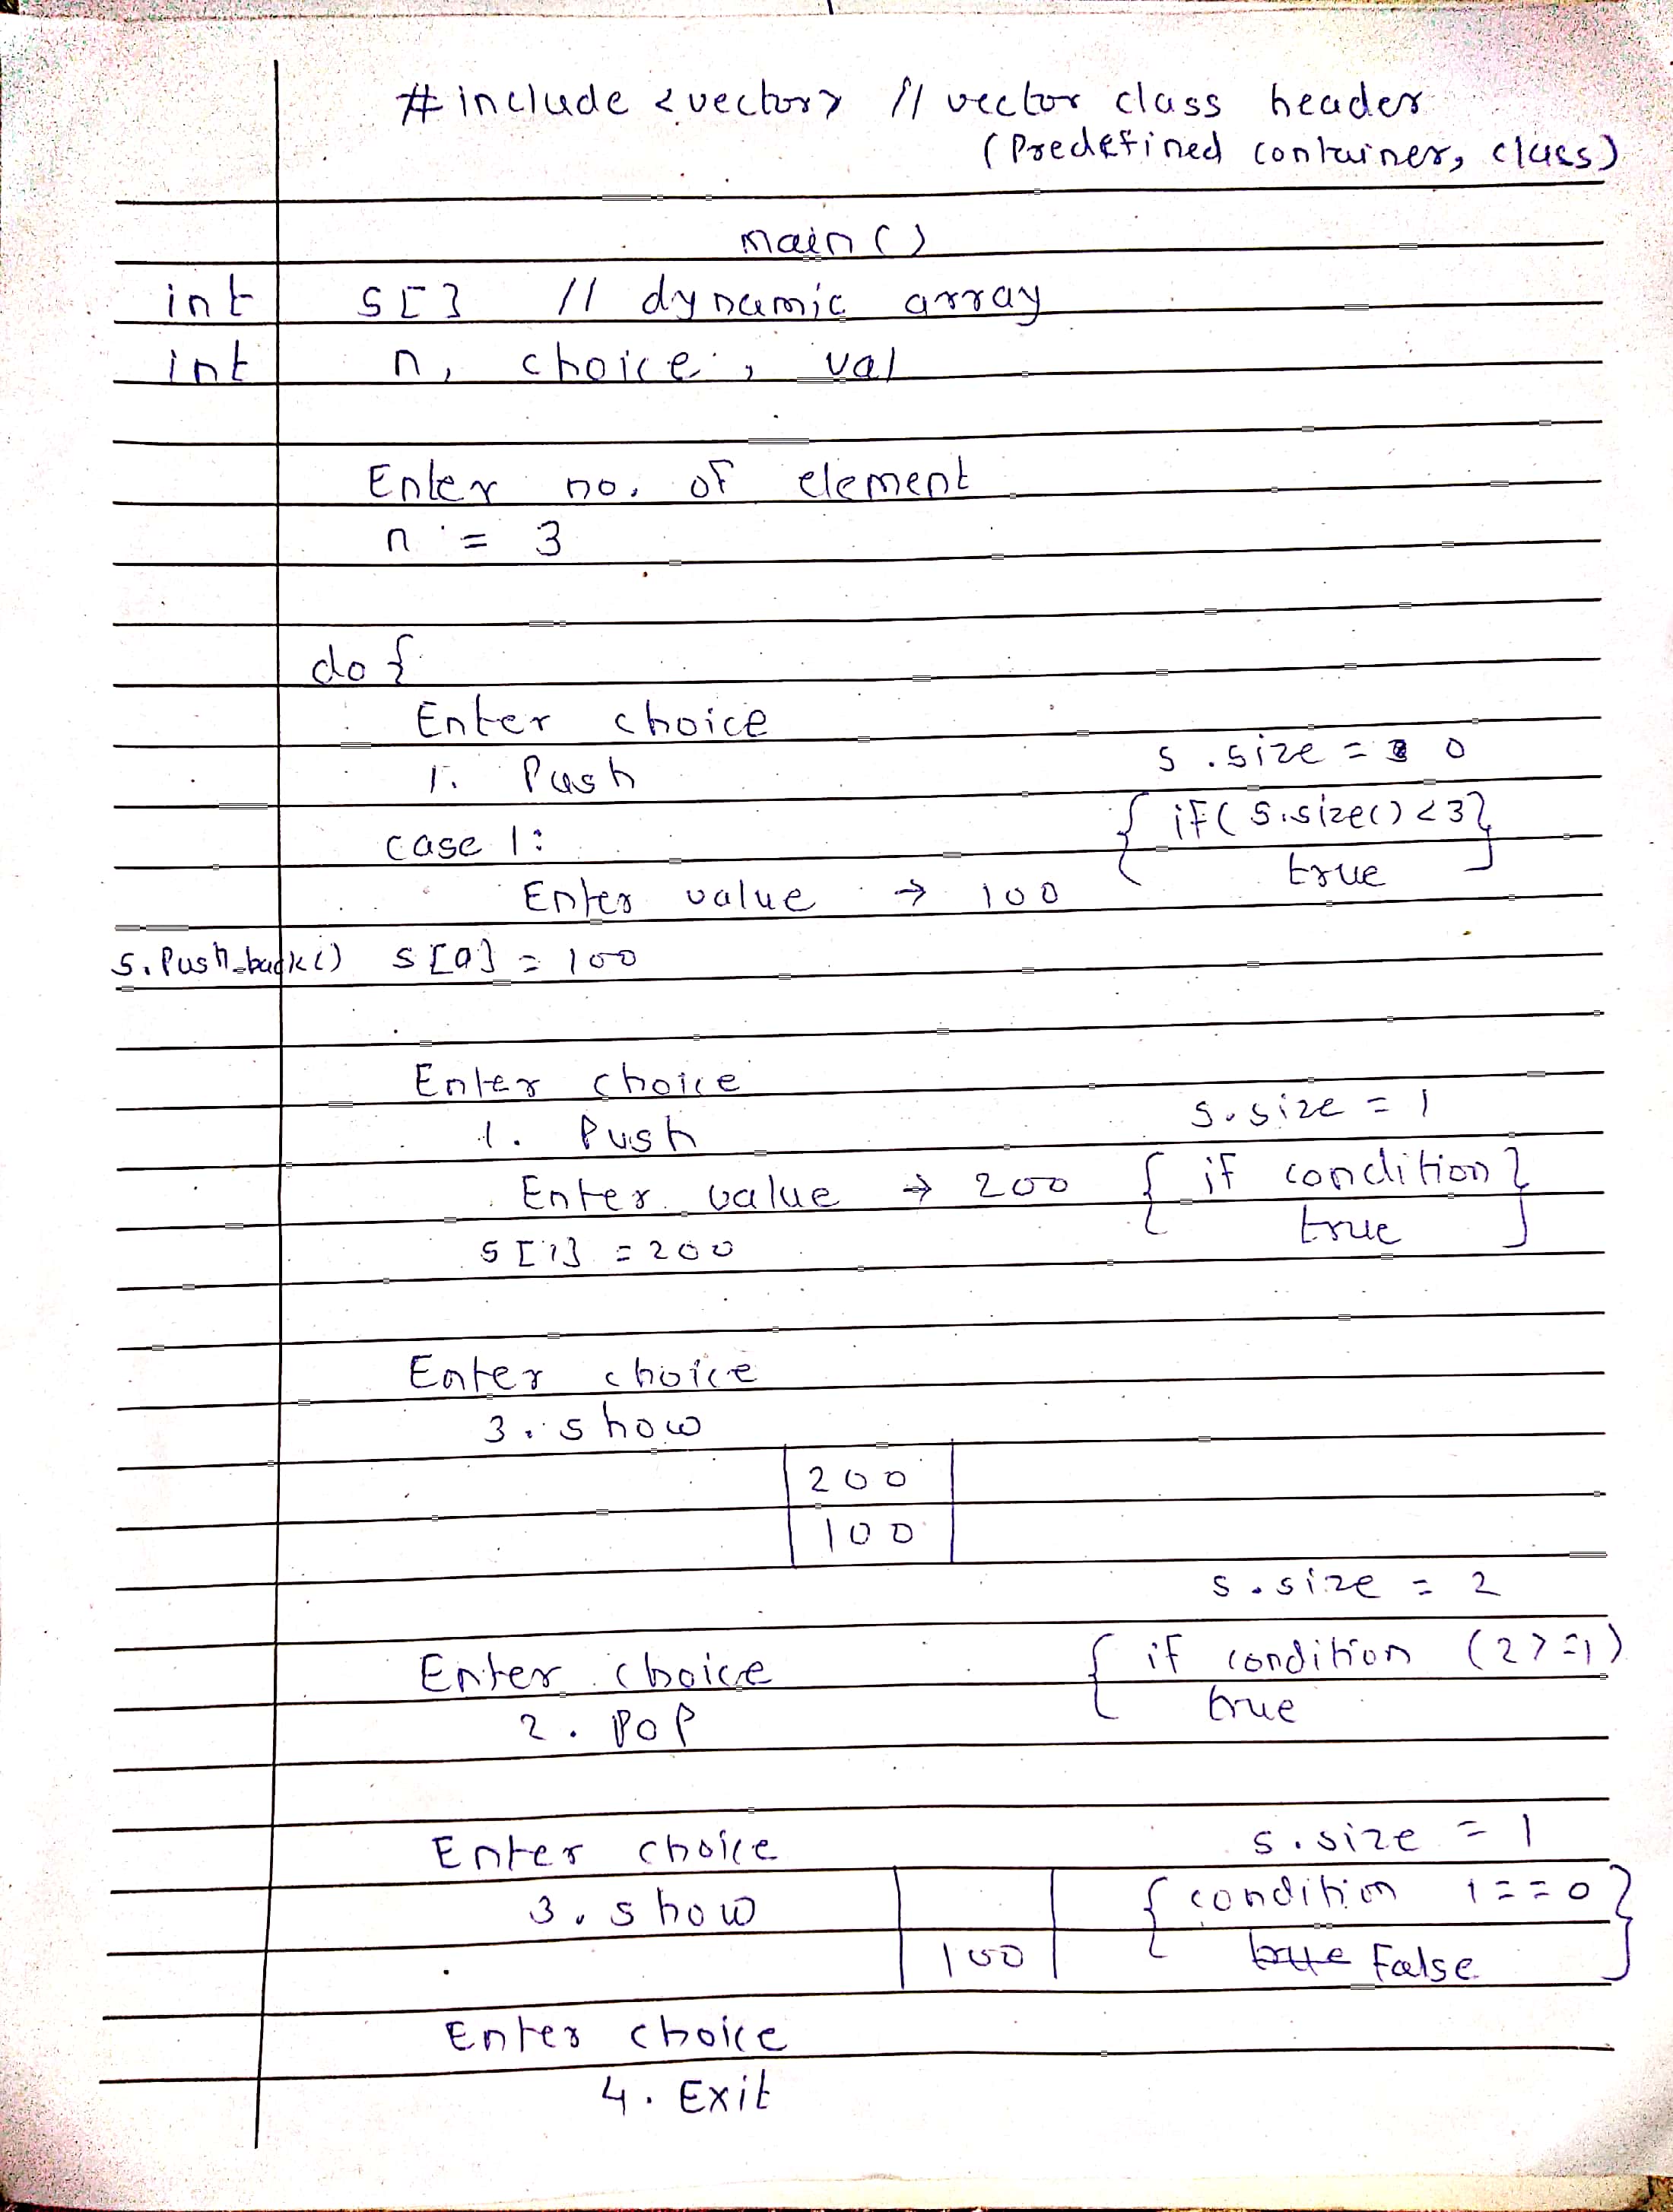 # include <vector> // vector class header
(Predefined container, class)
main()
int s[] // dynamic array
int n, choice, val
Enter no. of element
n = 3
do {
Enter choice
s.size = 0
1. Push
{ if( s.size() < 3}
case 1:
true
Enter value → 100
s.Push_back() s[0] = 100
Enter choice
s.size = 1
1. Push
Enter value → 200 { if condition }
true
s[1] = 200
Enter choice
3. show
200
100
s.size = 2
Enter choice { if condition (2>=1)
true
2. POP
Enter choice s.size = 1
3. show { condition 1==0 }
100 true False
Enter choice
4. Exit